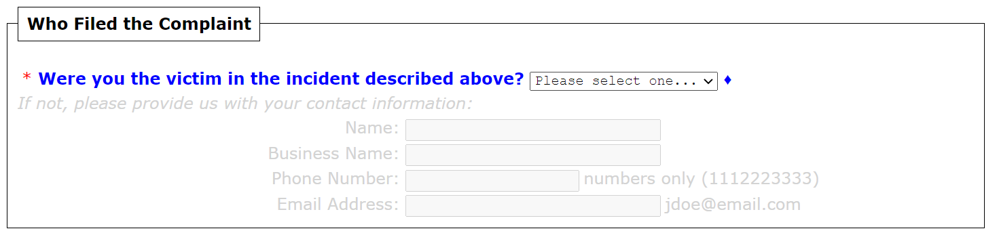 Who Filed the Complaint
* Were you the victim in the incident described above? Please select one... ♦
If not, please provide us with your contact information:
Name:
Business Name:
Phone Number: numbers only (1112223333)
Email Address: jdoe@email.com